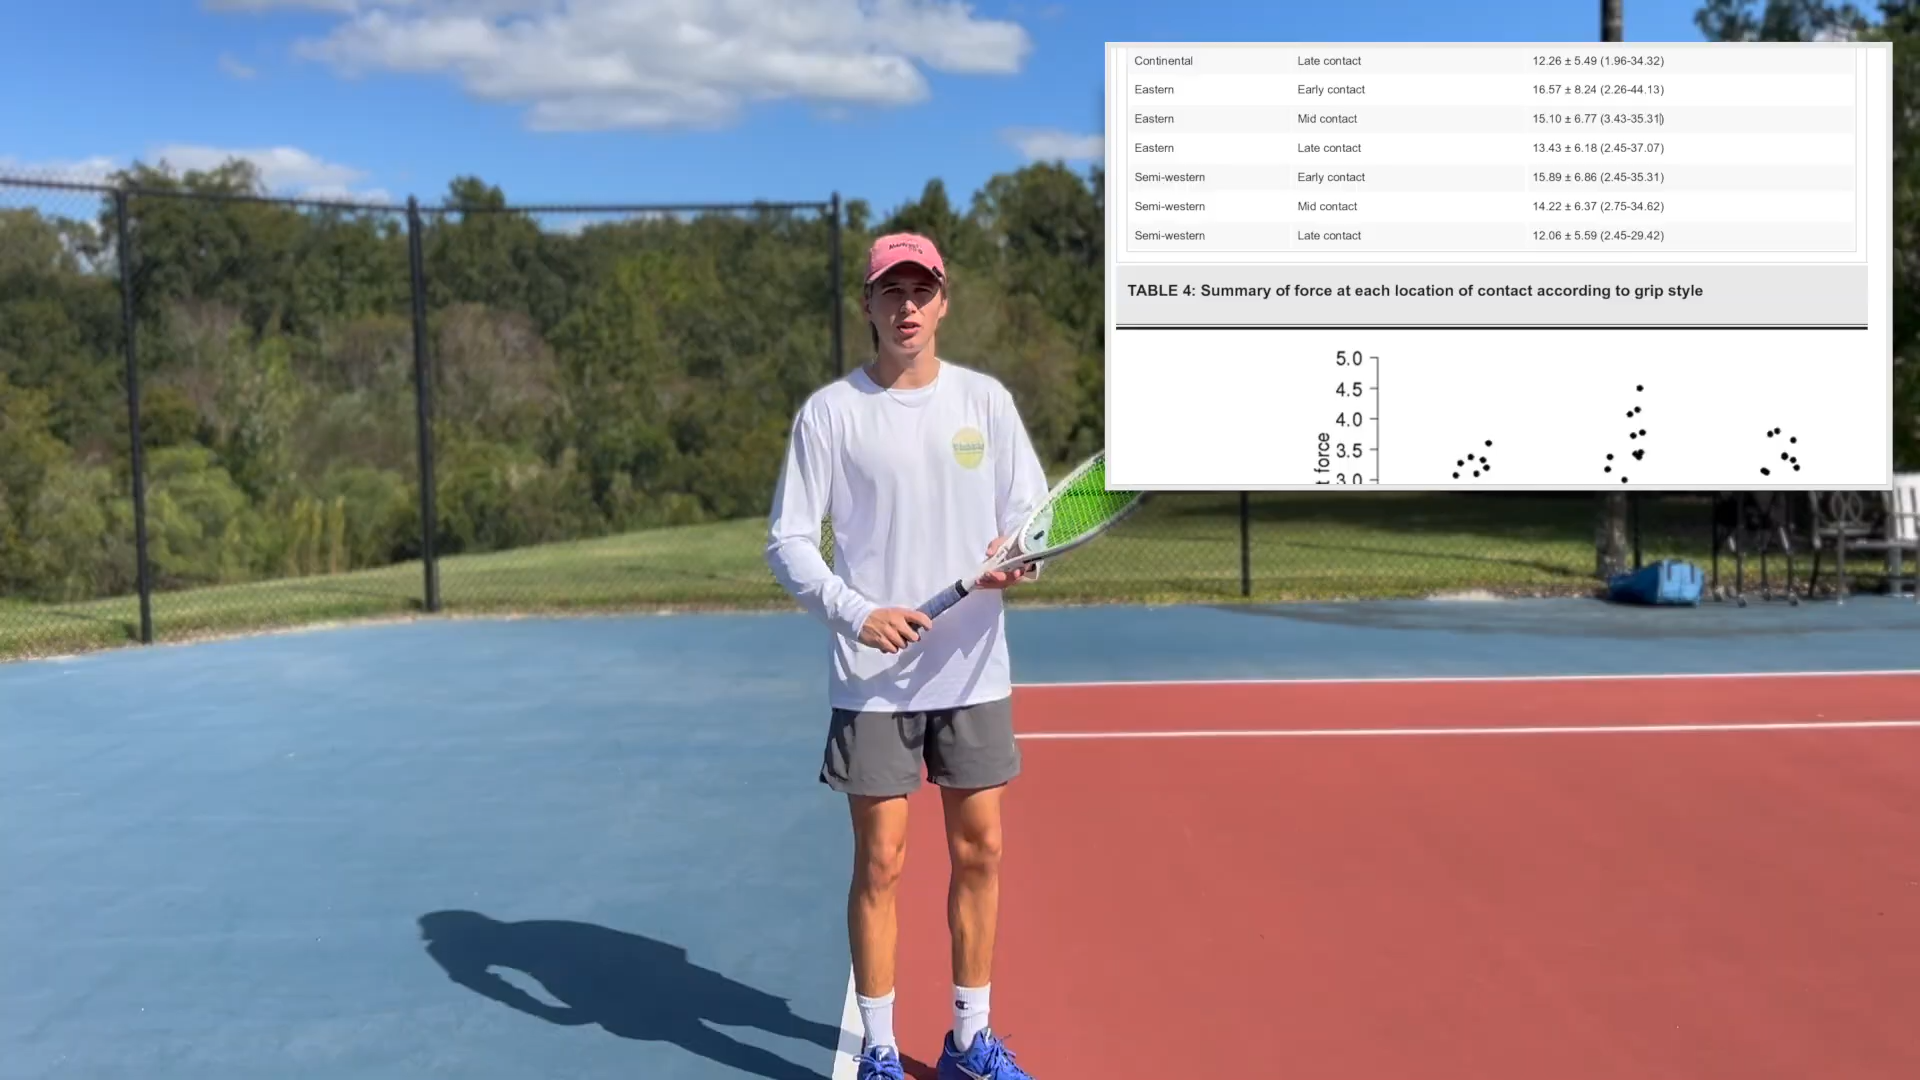 Continental Late contact 12.26 ± 5.49 (1.96-34.32)
Eastern Early contact 16.57 ± 8.24 (2.26-44.13)
Eastern Mid contact 15.10 ± 6.77 (3.43-35.31)
Eastern Late contact 13.43 ± 6.18 (2.45-37.07)
Semi-western Early contact 15.89 ± 6.86 (2.45-35.31)
Semi-western Mid contact 14.22 ± 6.37 (2.75-34.62)
Semi-western Late contact 12.06 ± 5.59 (2.45-29.42)
TABLE 4: Summary of force at each location of contact according to grip style
5.0
4.5
4.0
3.5
3.0
force